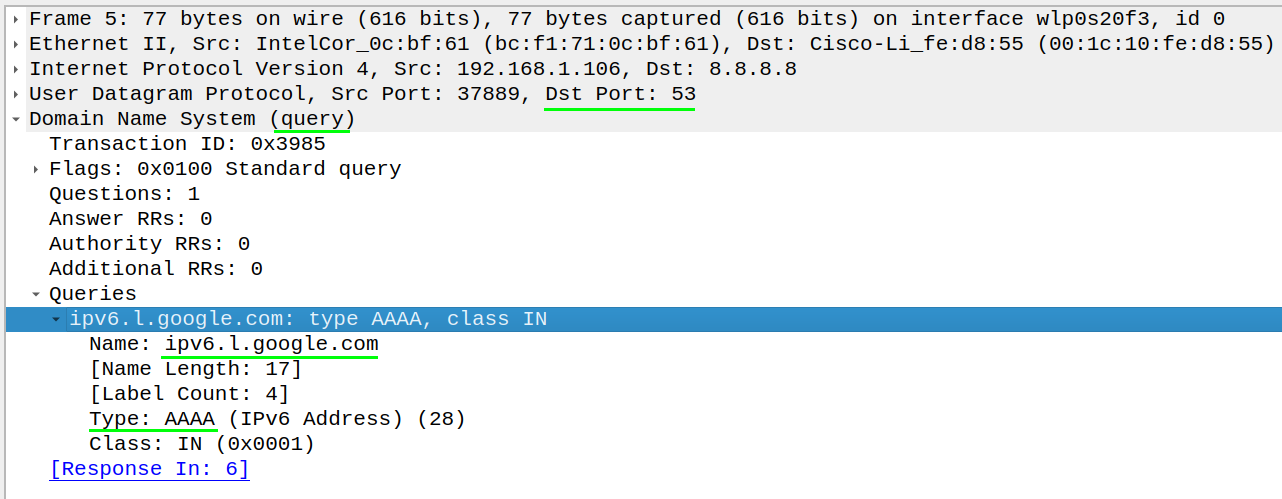 Frame 5: 77 bytes on wire (616 bits), 77 bytes captured (616 bits) on interface wlp0s20f3, id 0
Ethernet II, Src: IntelCor_0c:bf:61 (bc:f1:71:0c:bf:61), Dst: Cisco-Li_fe:d8:55 (00:1c:10:fe:d8:55)
Internet Protocol Version 4, Src: 192.168.1.106, Dst: 8.8.8.8
User Datagram Protocol, Src Port: 37889, Dst Port: 53
Domain Name System (query)
Transaction ID: 0x3985
Flags: 0x0100 Standard query
Questions: 1
Answer RRs: 0
Authority RRs: 0
Additional RRs: 0
Queries
ipv6.l.google.com: type AAAA, class IN
Name: ipv6.l.google.com
[Name Length: 17]
[Label Count: 4]
Type: AAAA (IPv6 Address) (28)
Class: IN (0x0001)
[Response In: 6]